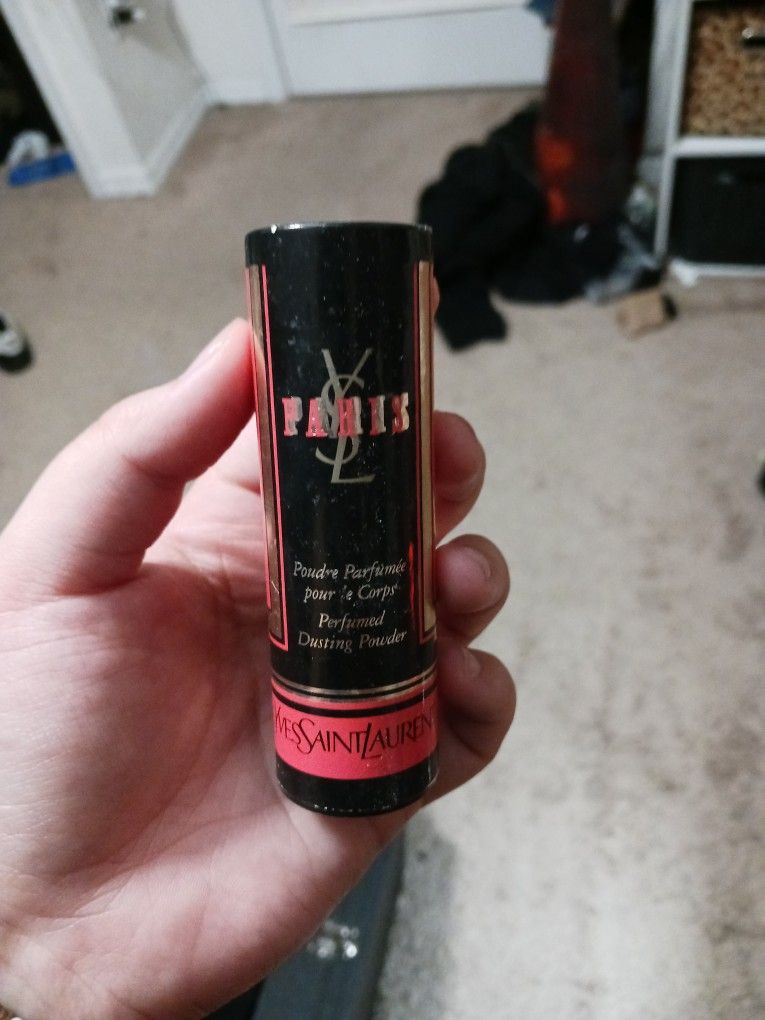 YSL
PARIS
Poudre Parfumée
pour le Corps
Perfumed
Dusting Powder
YVESSAINTLAURENT